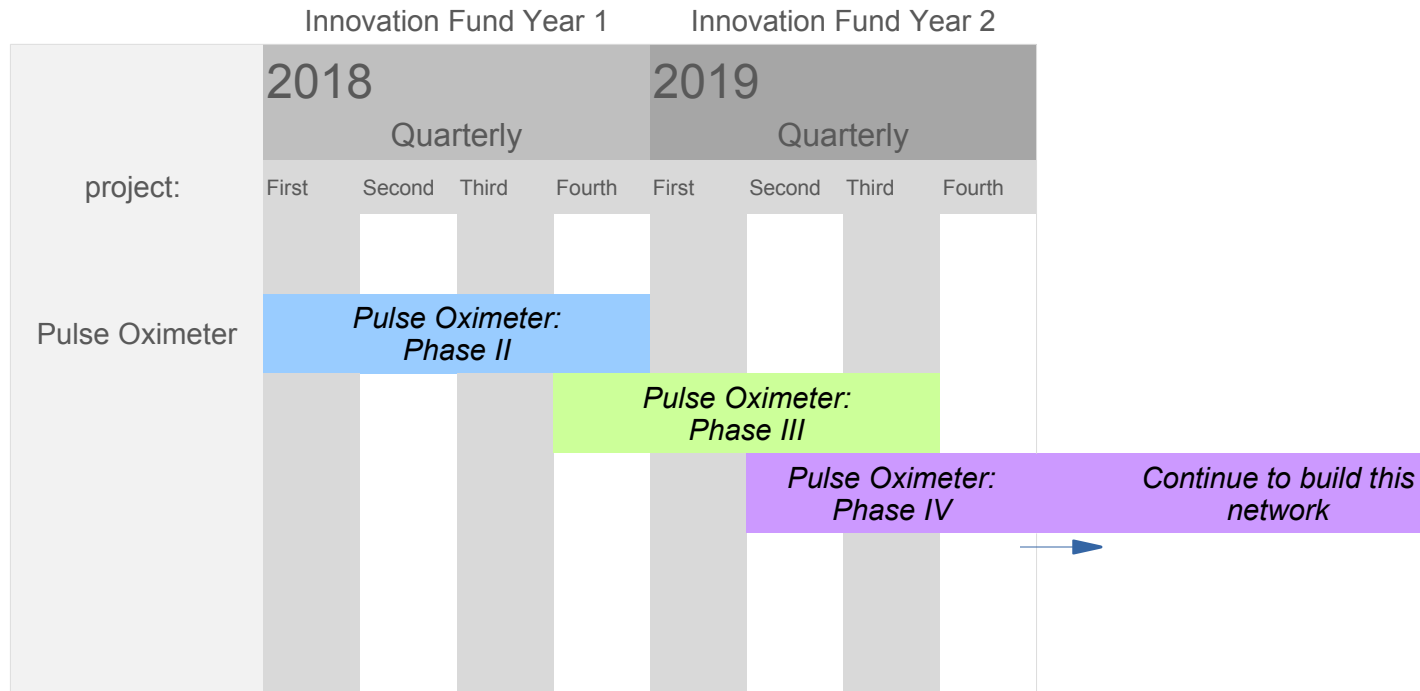 Innovation Fund Year 1
Innovation Fund Year 2
2018
2019
Quarterly
Quarterly
project:
First
Second
Third
Fourth
First
Second
Third
Fourth
Pulse Oximeter
Pulse Oximeter:
Phase II
Pulse Oximeter:
Phase III
Pulse Oximeter:
Phase IV
Continue to build this
network